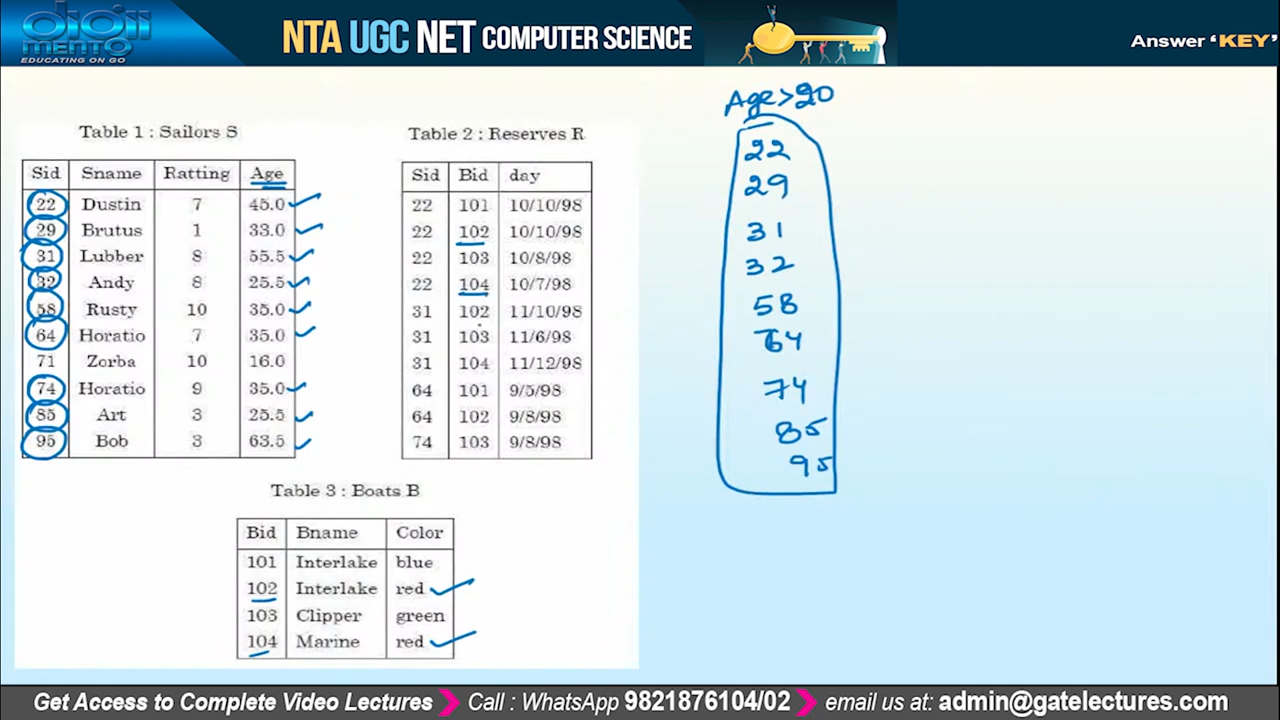 didii
MENTO
EDUCATING ON GO
NTA UGC NET COMPUTER SCIENCE
Answer ‘KEY’
Table 1 : Sailors S
Sid Sname Ratting Age
22 Dustin 7 45.0
29 Brutus 1 33.0
31 Lubber 8 55.5
32 Andy 8 25.5
58 Rusty 10 35.0
64 Horatio 7 35.0
71 Zorba 10 16.0
74 Horatio 9 35.0
85 Art 3 25.5
95 Bob 3 63.5
Table 2 : Reserves R
Sid Bid day
22 101 10/10/98
22 102 10/10/98
22 103 10/8/98
22 104 10/7/98
31 102 11/10/98
31 103 11/6/98
31 104 11/12/98
64 101 9/5/98
64 102 9/8/98
74 103 9/8/98
Table 3 : Boats B
Bid Bname Color
101 Interlake blue
102 Interlake red
103 Clipper green
104 Marine red
Age>20
22
29
31
32
58
64
74
85
95
Get Access to Complete Video Lectures Call : WhatsApp 9821876104/02 email us at: admin@gatelectures.com